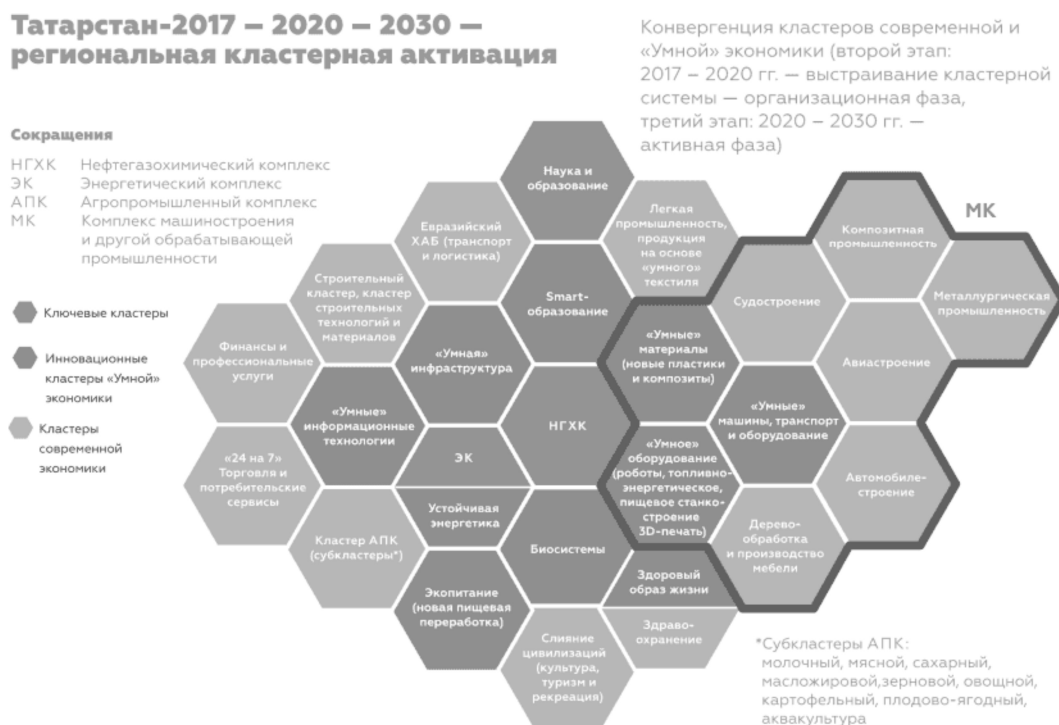 Татарстан-2017 – 2020 – 2030 –
региональная кластерная активация
Конвергенция кластеров современной и
«Умной» экономики (второй этап:
2017 – 2020 гг. — выстраивание кластерной
системы — организационная фаза,
третий этап: 2020 – 2030 гг. —
активная фаза)
Сокращения
НГХК Нефтегазохимический комплекс
ЭК Энергетический комплекс
АПК Агропромышленный комплекс
МК Комплекс машиностроения
и другой обрабатывающей
промышленности
Ключевые кластеры
Инновационные
кластеры «Умной»
экономики
Кластеры
современной
экономики
Наука и
образование
Евразийский
ХАБ (транспорт
и логистика)
Легкая
промышленность,
продукция
на основе
«умного»
текстиля
Композитная
промышленность
МК
Строительный
кластер, кластер
строительных
технологий и
материалов
Smart-
образование
Судостроение
Металлургическая
промышленность
Финансы и
профессиональные
услуги
«Умная»
инфраструктура
«Умные»
материалы
(новые пластики
и композиты)
Авиастроение
«Умные»
информационные
технологии
НГХК
«Умные»
машины, транспорт
и оборудование
«24 на 7»
Торговля и
потребительские
сервисы
ЭК
«Умное»
оборудование
(роботы, топливно-
энергетическое,
пищевое станко-
строение
3D-печать)
Автомобиле-
строение
Устойчивая
энергетика
Кластер АПК
(субкластеры*)
Биосистемы
Дерево-
обработка
и производство
мебели
Экопитание
(новая пищевая
переработка)
Здоровый
образ жизни
Здраво-
охранение
Слияние
цивилизаций
(культура,
туризм и
рекреация)
*Субкластеры АПК:
молочный, мясной, сахарный,
масложировой,зерновой, овощной,
картофельный, плодово-ягодный,
аквакультура